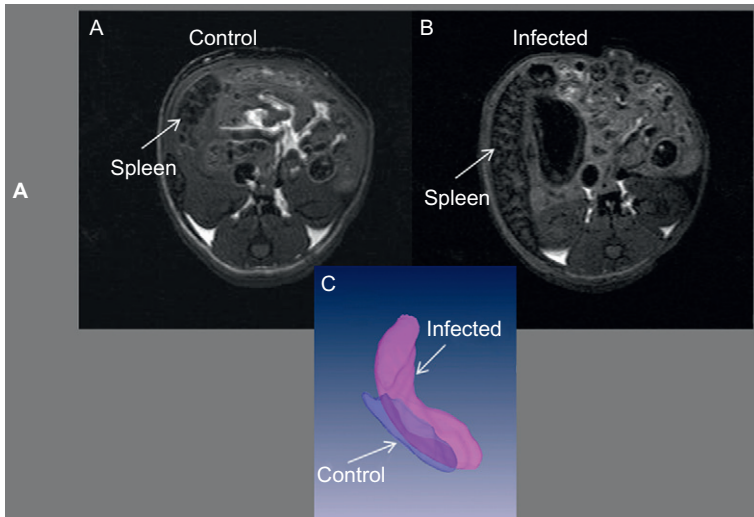 A
Control
Spleen
B
Infected
Spleen
A
C
Infected
Control